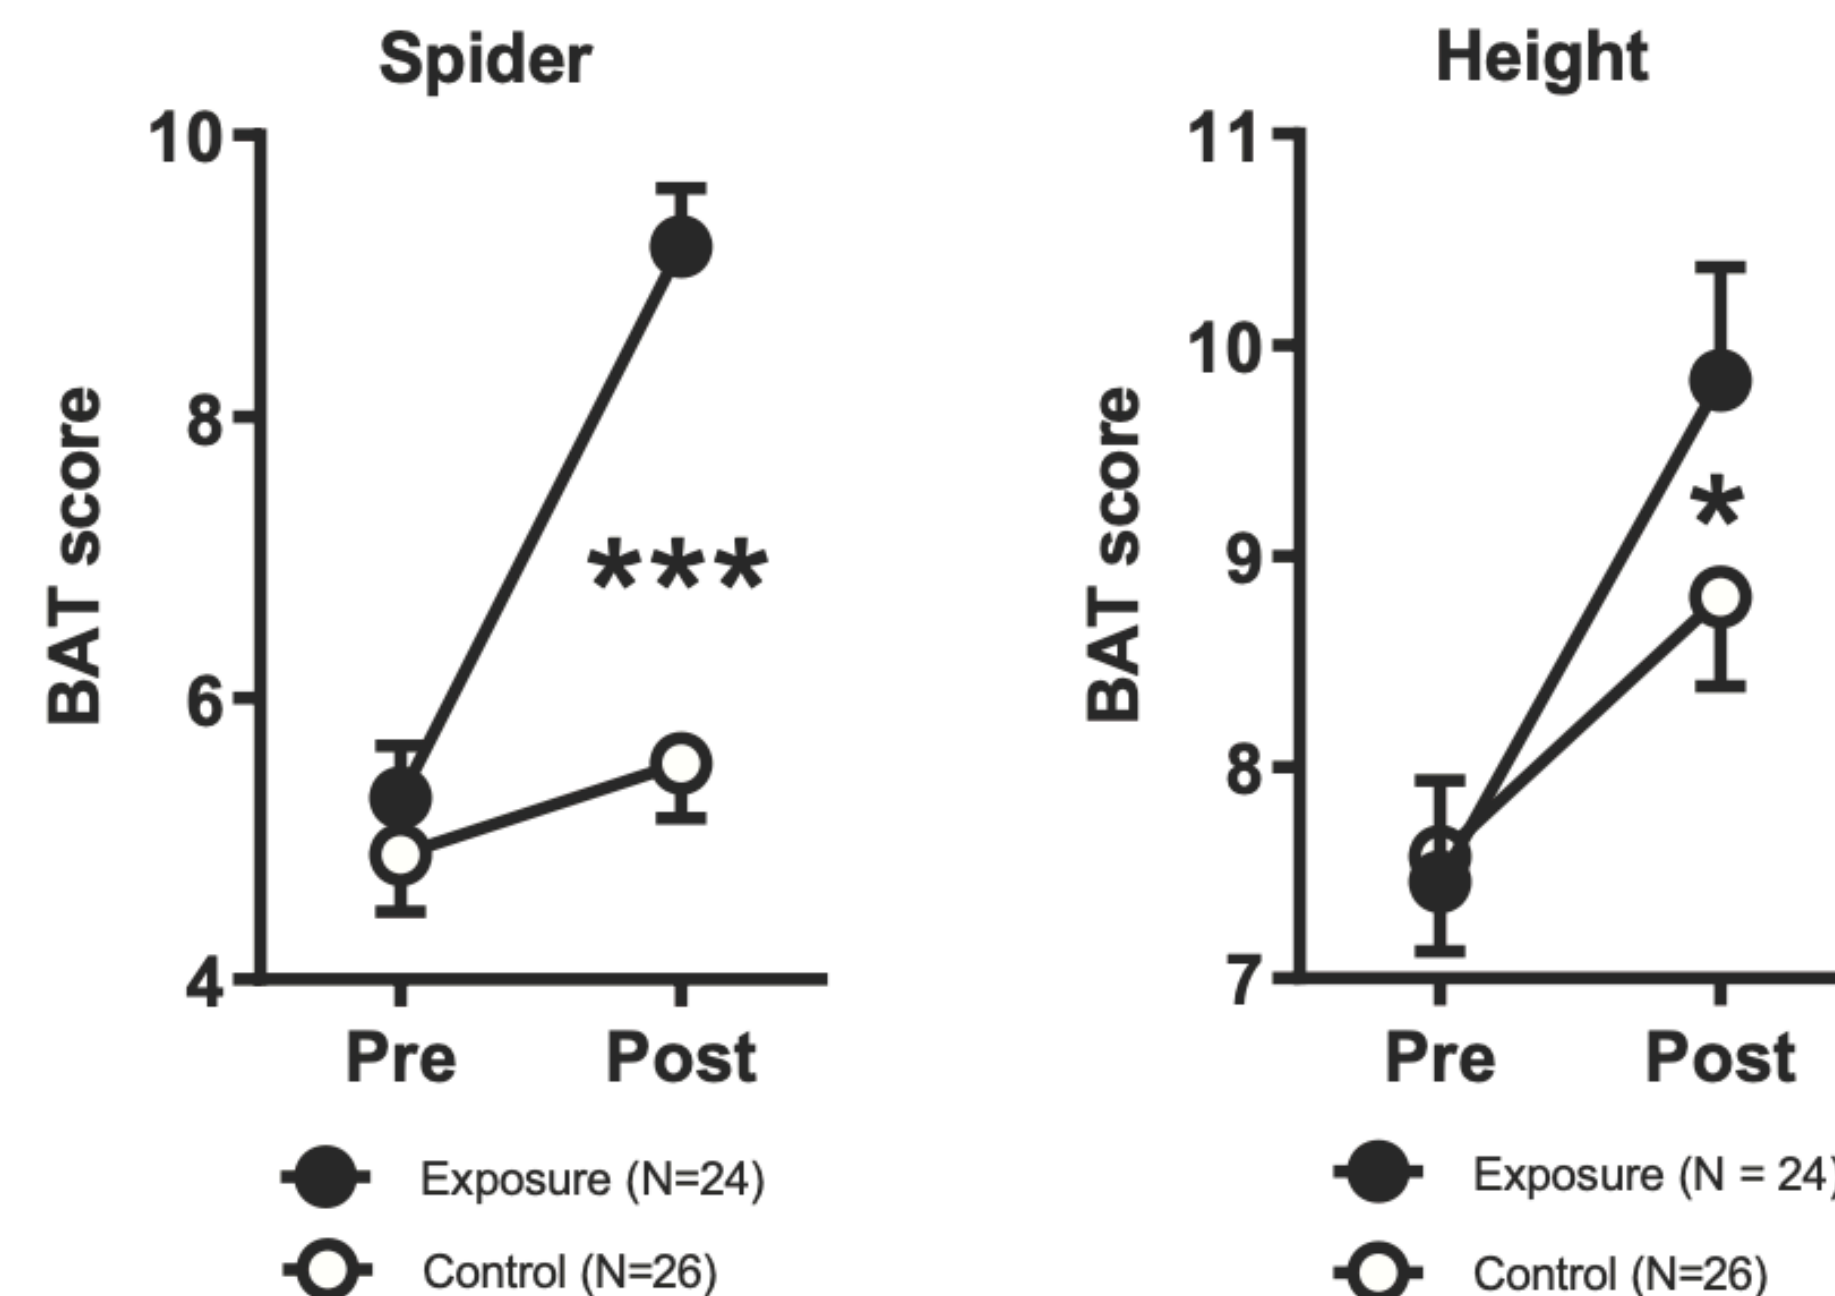 Spider
10
8
6
4
BAT score
***
Pre Post
Exposure (N=24)
Control (N=26)
Height
11
10
9
8
7
BAT score
*
Pre Post
Exposure (N = 24)
Control (N=26)